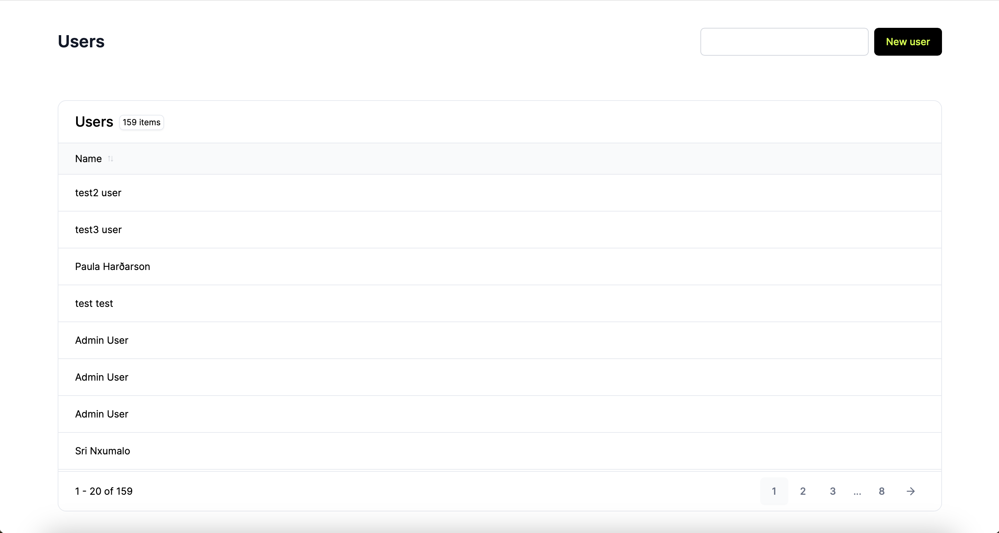 Users
New user
Users 159 items
Name
test2 user
test3 user
Paula Harðarson
test test
Admin User
Admin User
Admin User
Sri Nxumalo
1 - 20 of 159
1 2 3 ... 8